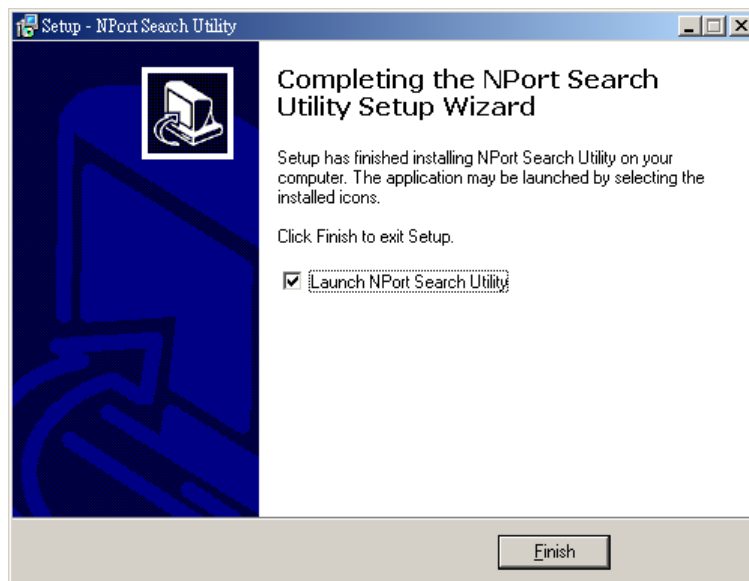 Setup - NPort Search Utility
Completing the NPort Search
Utility Setup Wizard
Setup has finished installing NPort Search Utility on your
computer. The application may be launched by selecting the
installed icons.
Click Finish to exit Setup.
Launch NPort Search Utility
Finish